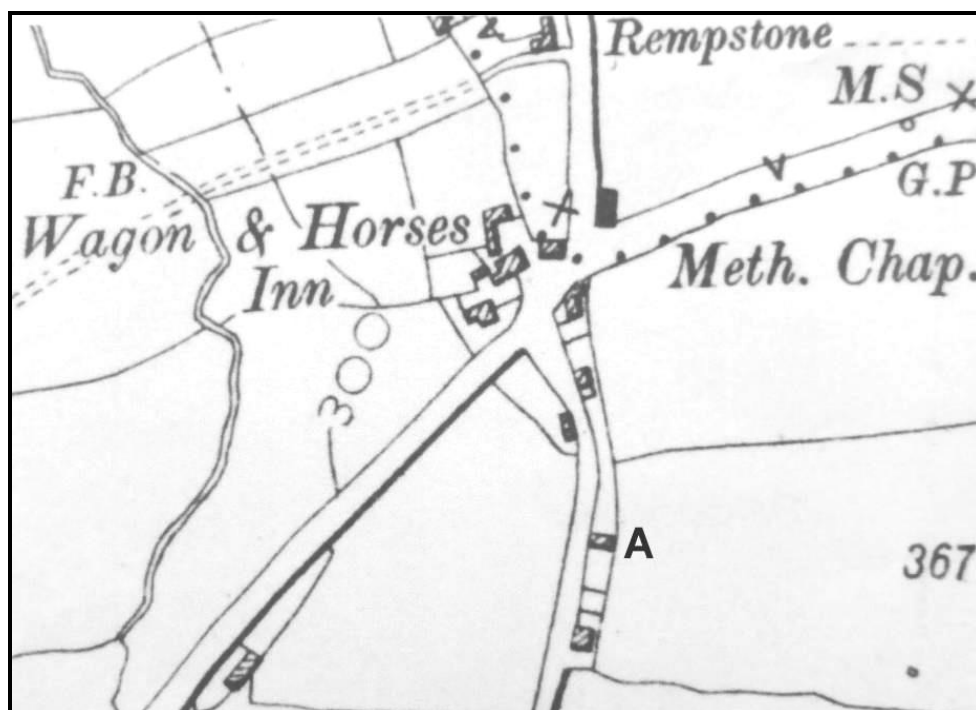 Rempstone
M.S
F.B.
G.P
Wagon & Horses
Inn
Meth. Chap.
300
A
367